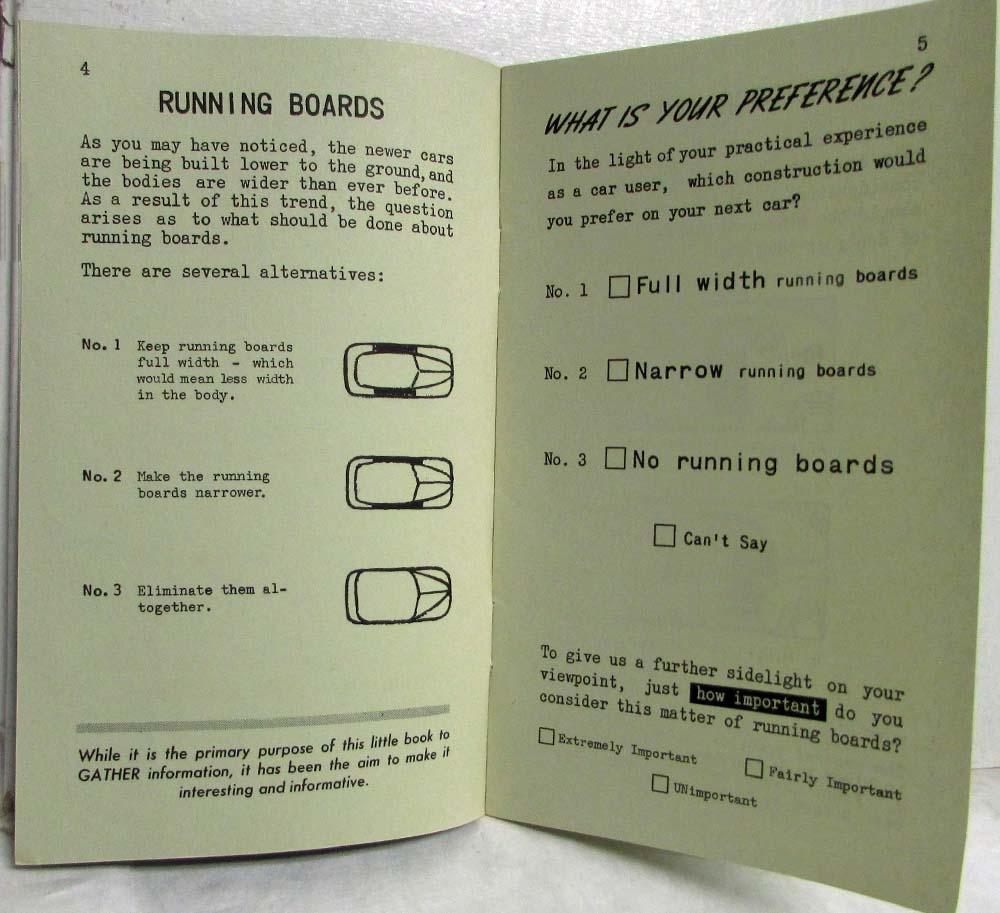 4
RUNNING BOARDS
As you may have noticed, the newer cars
are being built lower to the ground, and
the bodies are wider than ever before.
As a result of this trend, the question
arises as to what should be done about
running boards.
There are several alternatives:
No. 1 Keep running boards
full width - which
would mean less width
in the body.
No. 2 Make the running
boards narrower.
No. 3 Eliminate them al-
together.
While it is the primary purpose of this little book to
GATHER information, it has been the aim to make it
interesting and informative.
5
WHAT IS YOUR PREFERENCE?
In the light of your practical experience
as a car user, which construction would
you prefer on your next car?
No. 1 Full width running boards
No. 2 Narrow running boards
No. 3 No running boards
Can't Say
To give us a further sidelight on your
viewpoint, just how important do you
consider this matter of running boards?
Extremely Important
Fairly Important
UNimportant